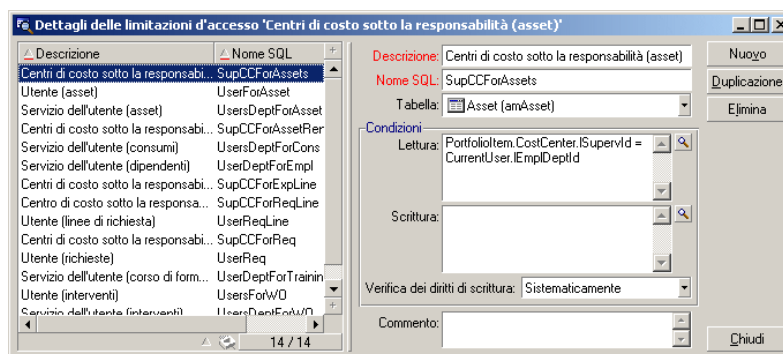 Dettagli delle limitazioni d'accesso 'Centri di costo sotto la responsabilità (asset)'
Descrizione Nome SQL
Centri di costo sotto la responsabi... SupCCForAssets
Utente (asset) UserForAsset
Servizio dell'utente (asset) UsersDeptForAsset
Centri di costo sotto la responsabi... SupCCForAssetRer
Servizio dell'utente (consumi) UsersDeptForCons
Servizio dell'utente (dipendenti) UserDeptForEmpl
Centri di costo sotto la responsabi... SupCCForExpLine
Centro di costo sotto la responsa... SupCCForReqLine
Utente (linee di richiesta) UserReqLine
Centri di costo sotto la responsabi... SupCCForReq
Utente (richieste) UserReq
Servizio dell'utente (corso di form... UserDeptForTrainin
Utente (interventi) UsersForWO
Servizio dell'utente (interventi) UsersDeptForWO
14 / 14
Descrizione: Centri di costo sotto la responsabilità (asset)
Nome SQL: SupCCForAssets
Tabella: Asset (amAsset)
Condizioni
Lettura: PortfolioItem.CostCenter.lSupervId =
CurrentUser.lEmplDeptId
Scrittura:
Verifica dei diritti di scrittura: Sistematicamente
Commento:
Nuovo
Duplicazione
Elimina
Chiudi